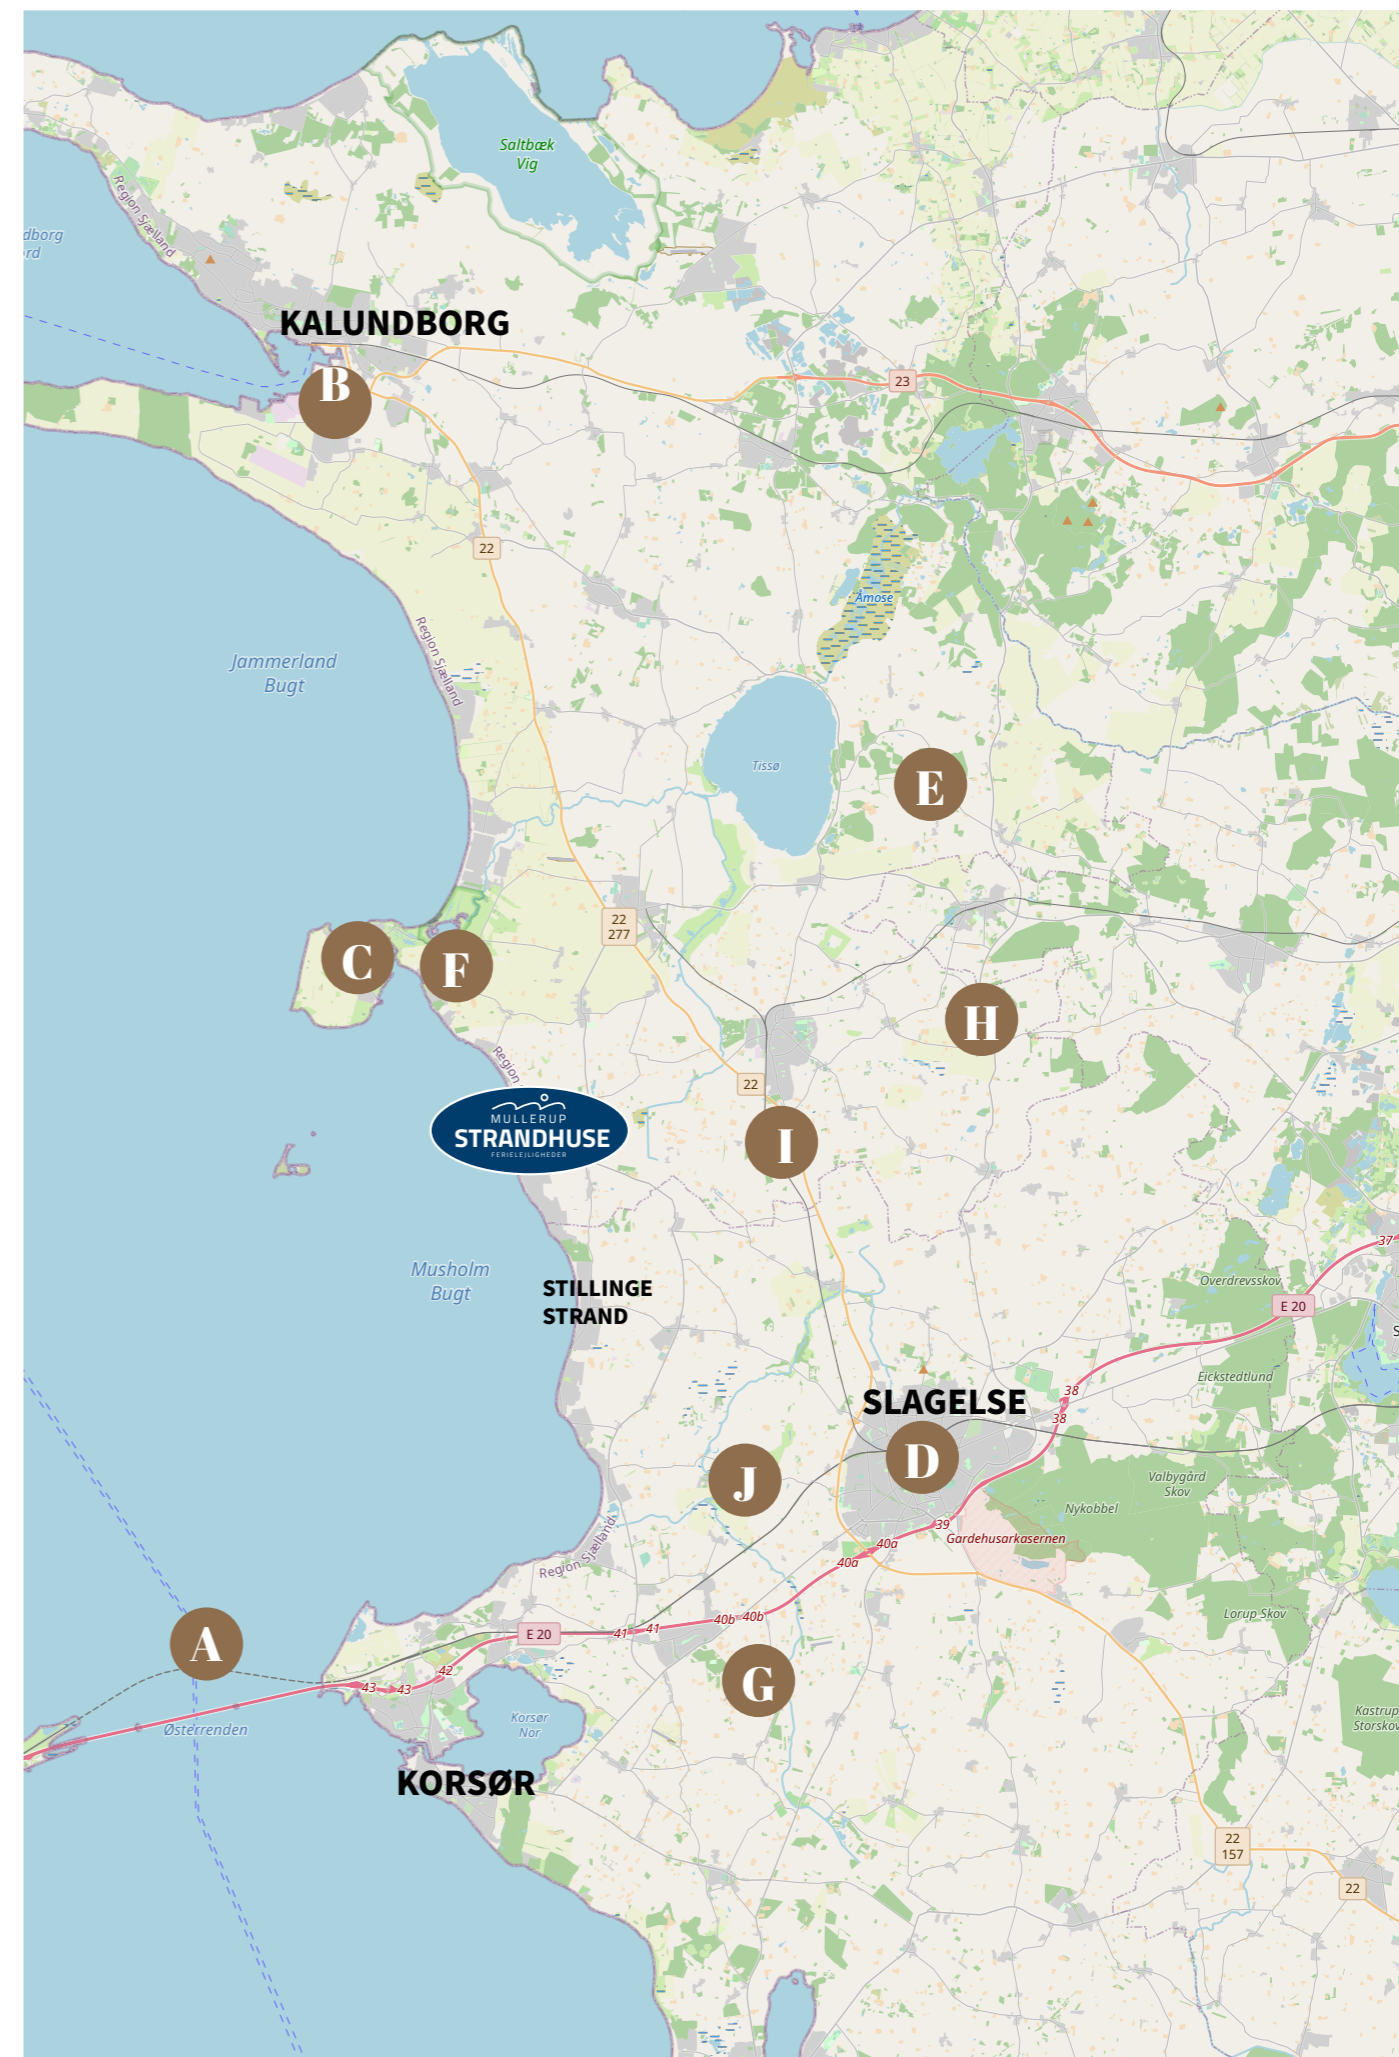 Saltbæk
Vig
Region Sjælland
dborg
rd
KALUNDBORG
B
23
22
Åmose
Region Sjælland
Jammerland
Bugt
Tissø
E
22
277
C
F
H
Region
22
MULLERUP
STRANDHUSE
FERIELEJLIGHEDER
I
37
Musholm
Bugt
STILLINGE
STRAND
Overdrevsskov
E 20
S
Eickstedtlund
38
SLAGELSE
38
D
J
Valbygård
Skov
Nykobbel
39
Gardehusarkasernen
40a
40a
Region Sjælland
Lorup Skov
40b
40b
A
E 20
41
41
42
G
43
43
Østerrenden
Korsør
Nor
Kastrup
Storskov
KORSØR
22
157
22